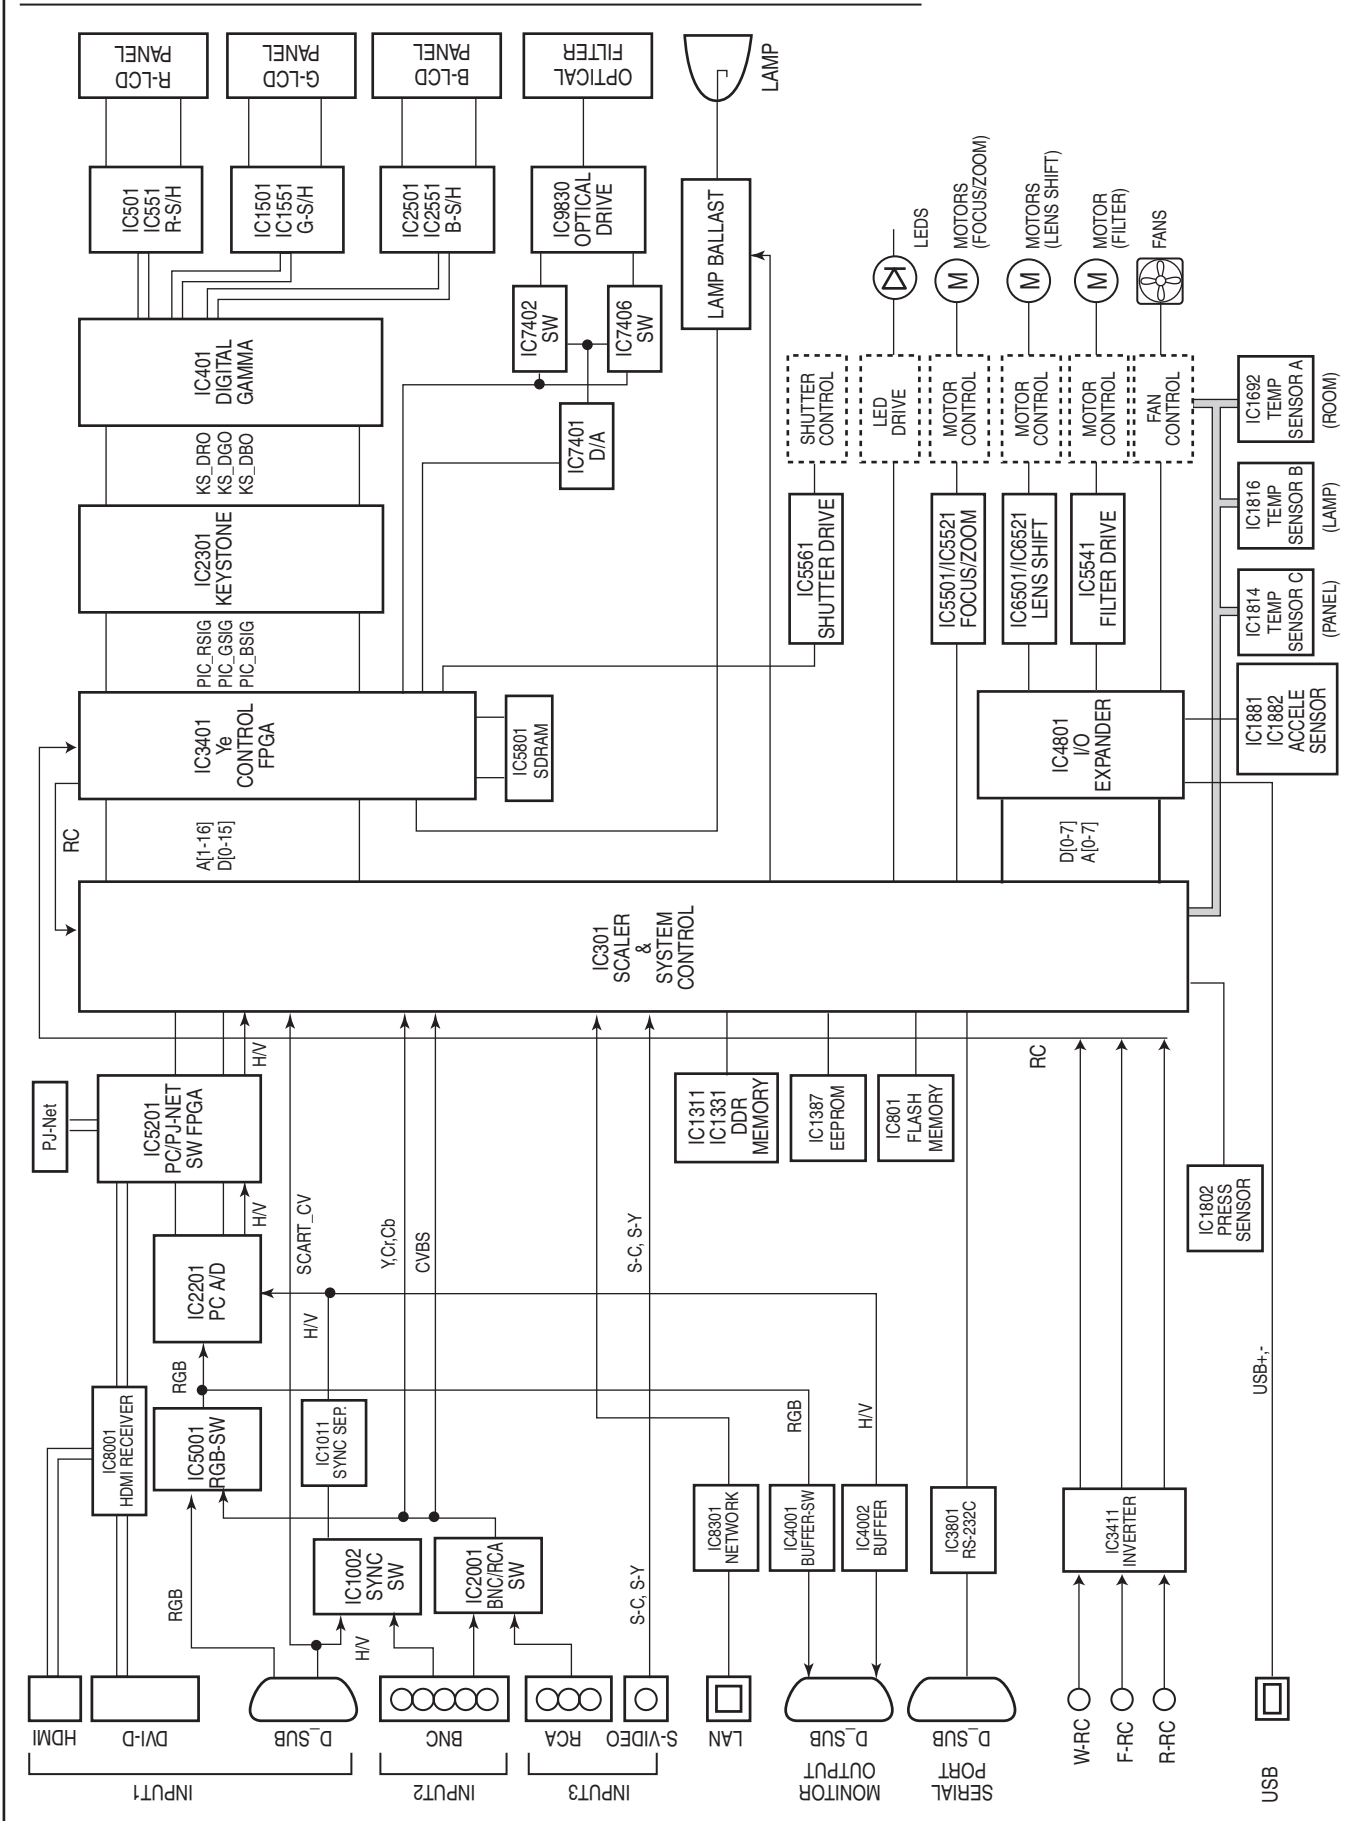 R-LCD
PANEL
G-LCD
PANEL
B-LCD
PANEL
OPTICAL
FILTER
LAMP
IC501
IC551
R-S/H
IC1501
IC1551
G-S/H
IC2501
IC2551
B-S/H
IC9830
OPTICAL
DRIVE
LAMP BALLAST
IC7402
SW
IC7406
SW
IC7401
D/A
IC401
DIGITAL
GAMMA
KS_DRO
KS_DGO
KS_DBO
IC2301
KEYSTONE
PIC_RSIG
PIC_GSIG
PIC_BSIG
IC3401
Ye
CONTROL
FPGA
IC5801
SDRAM
RC
A[1-16]
D[0-15]
LEDS
MOTORS
(FOCUS/ZOOM)
MOTORS
(LENS SHIFT)
MOTOR
(FILTER)
FANS
M
M
M
SHUTTER
CONTROL
LED
DRIVE
MOTOR
CONTROL
MOTOR
CONTROL
MOTOR
CONTROL
FAN
CONTROL
IC5561
SHUTTER DRIVE
IC5501/IC5521
FOCUS/ZOOM
IC6501/IC6521
LENS SHIFT
IC5541
FILTER DRIVE
IC1692
TEMP
SENSOR A
(ROOM)
IC1816
TEMP
SENSOR B
(LAMP)
IC1814
TEMP
SENSOR C
(PANEL)
IC1881
IC1882
ACCELE
SENSOR
IC4801
I/O
EXPANDER
D[0-7]
A[0-7]
IC301
SCALER
&
SYSTEM
CONTROL
PJ-Net
IC5201
PC/PJ-NET
SW FPGA
H/V
H/V
IC2201
PC A/D
SCART_CV
Y,Cr,Cb
CVBS
S-C, S-Y
H/V
RGB
IC8001
HDMI RECEIVER
IC5001
RGB-SW
IC1011
SYNC SEP.
IC1311
IC1331
DDR
MEMORY
IC1387
EEPROM
IC801
FLASH
MEMORY
RC
IC1802
PRESS
SENSOR
RGB
H/V
USB+,-
RGB
H/V
IC1002
SYNC
SW
IC2001
BNC/RCA
SW
S-C, S-Y
IC8301
NETWORK
IC4001
BUFFER-SW
IC4002
BUFFER
IC3801
RS-232C
IC3411
INVERTER
HDMI
DVI-D
D_SUB
BNC
RCA
S-VIDEO
LAN
D_SUB
MONITOR
OUTPUT
D_SUB
SERIAL
PORT
W-RC
F-RC
R-RC
USB
INPUT1
INPUT2
INPUT3